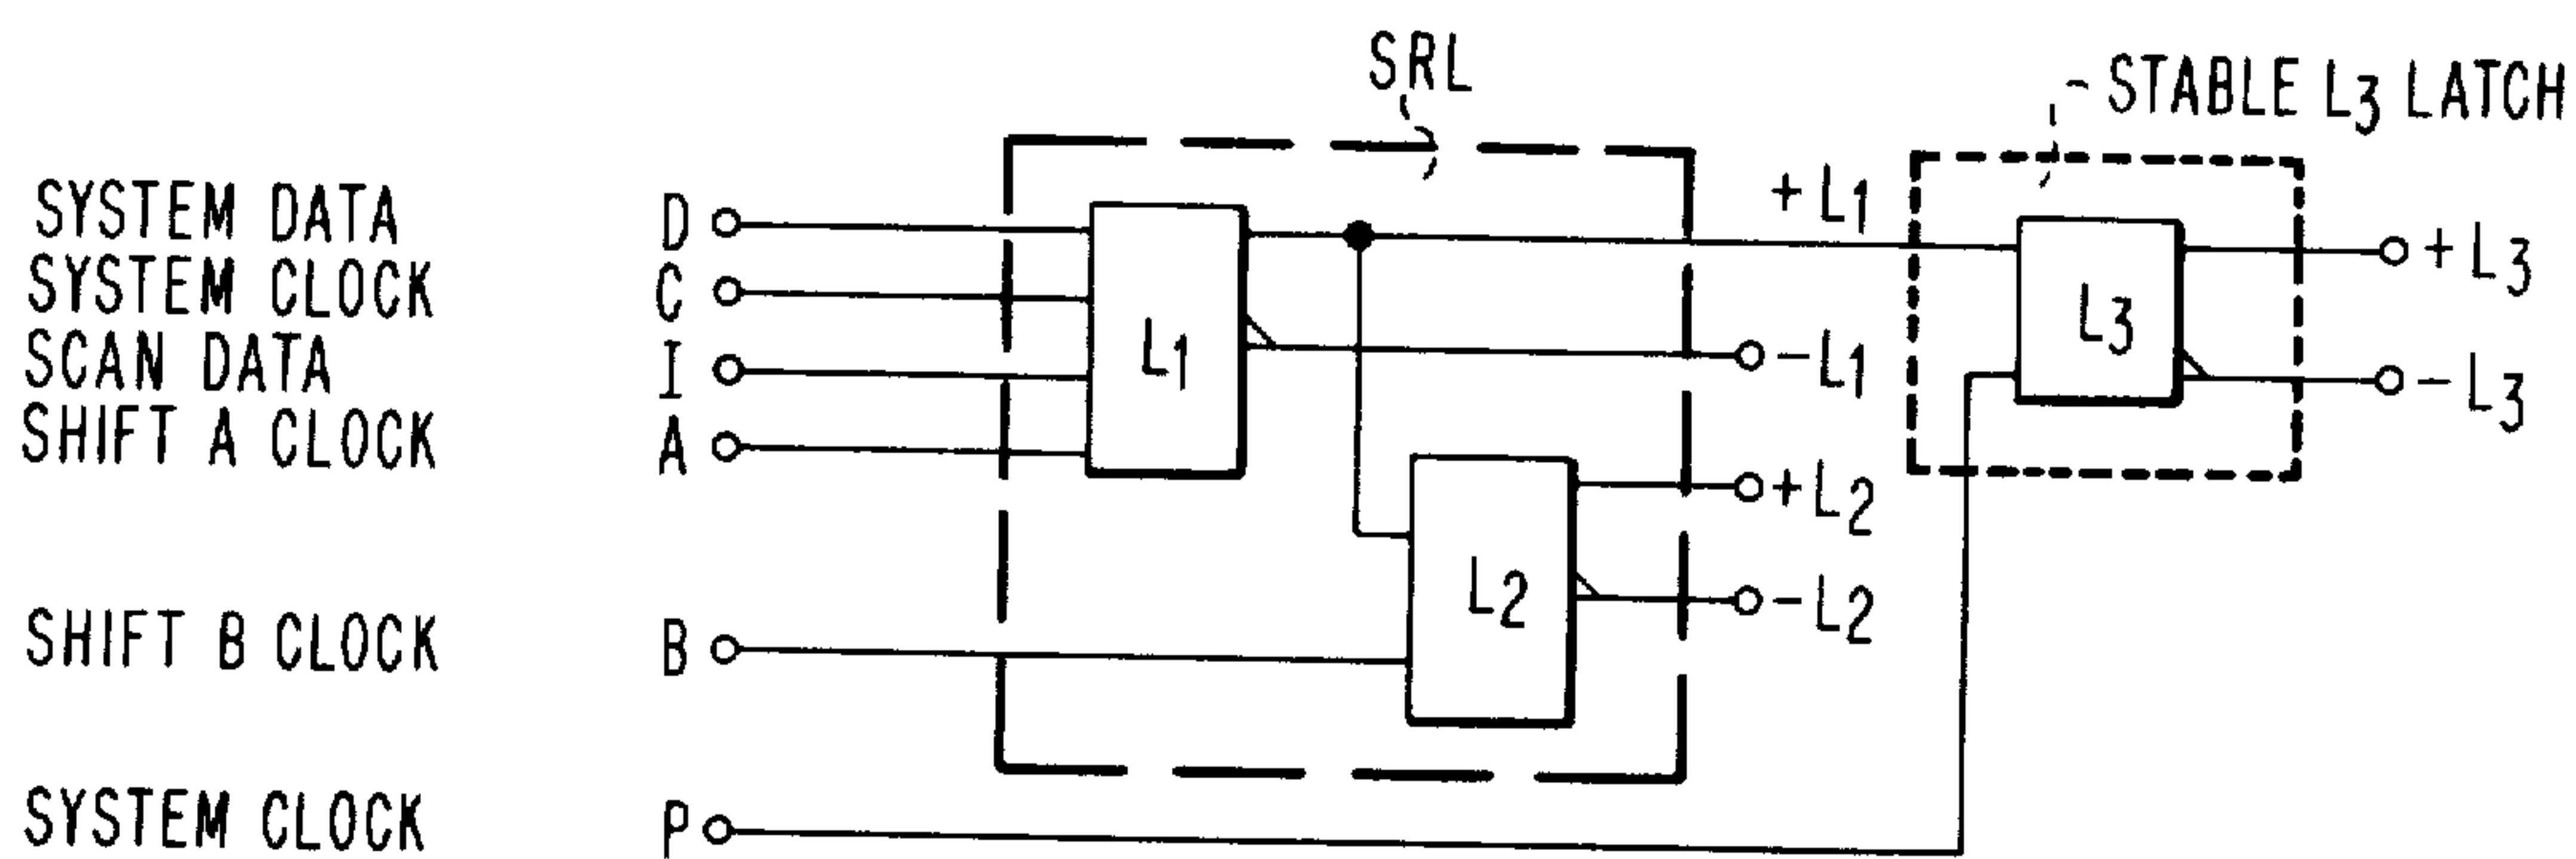 SRL
STABLE L3 LATCH
SYSTEM DATA D
SYSTEM CLOCK C
SCAN DATA I
SHIFT A CLOCK A
SHIFT B CLOCK B
SYSTEM CLOCK P
L1
L2
+L1
-L1
+L2
-L2
L3
+L3
-L3